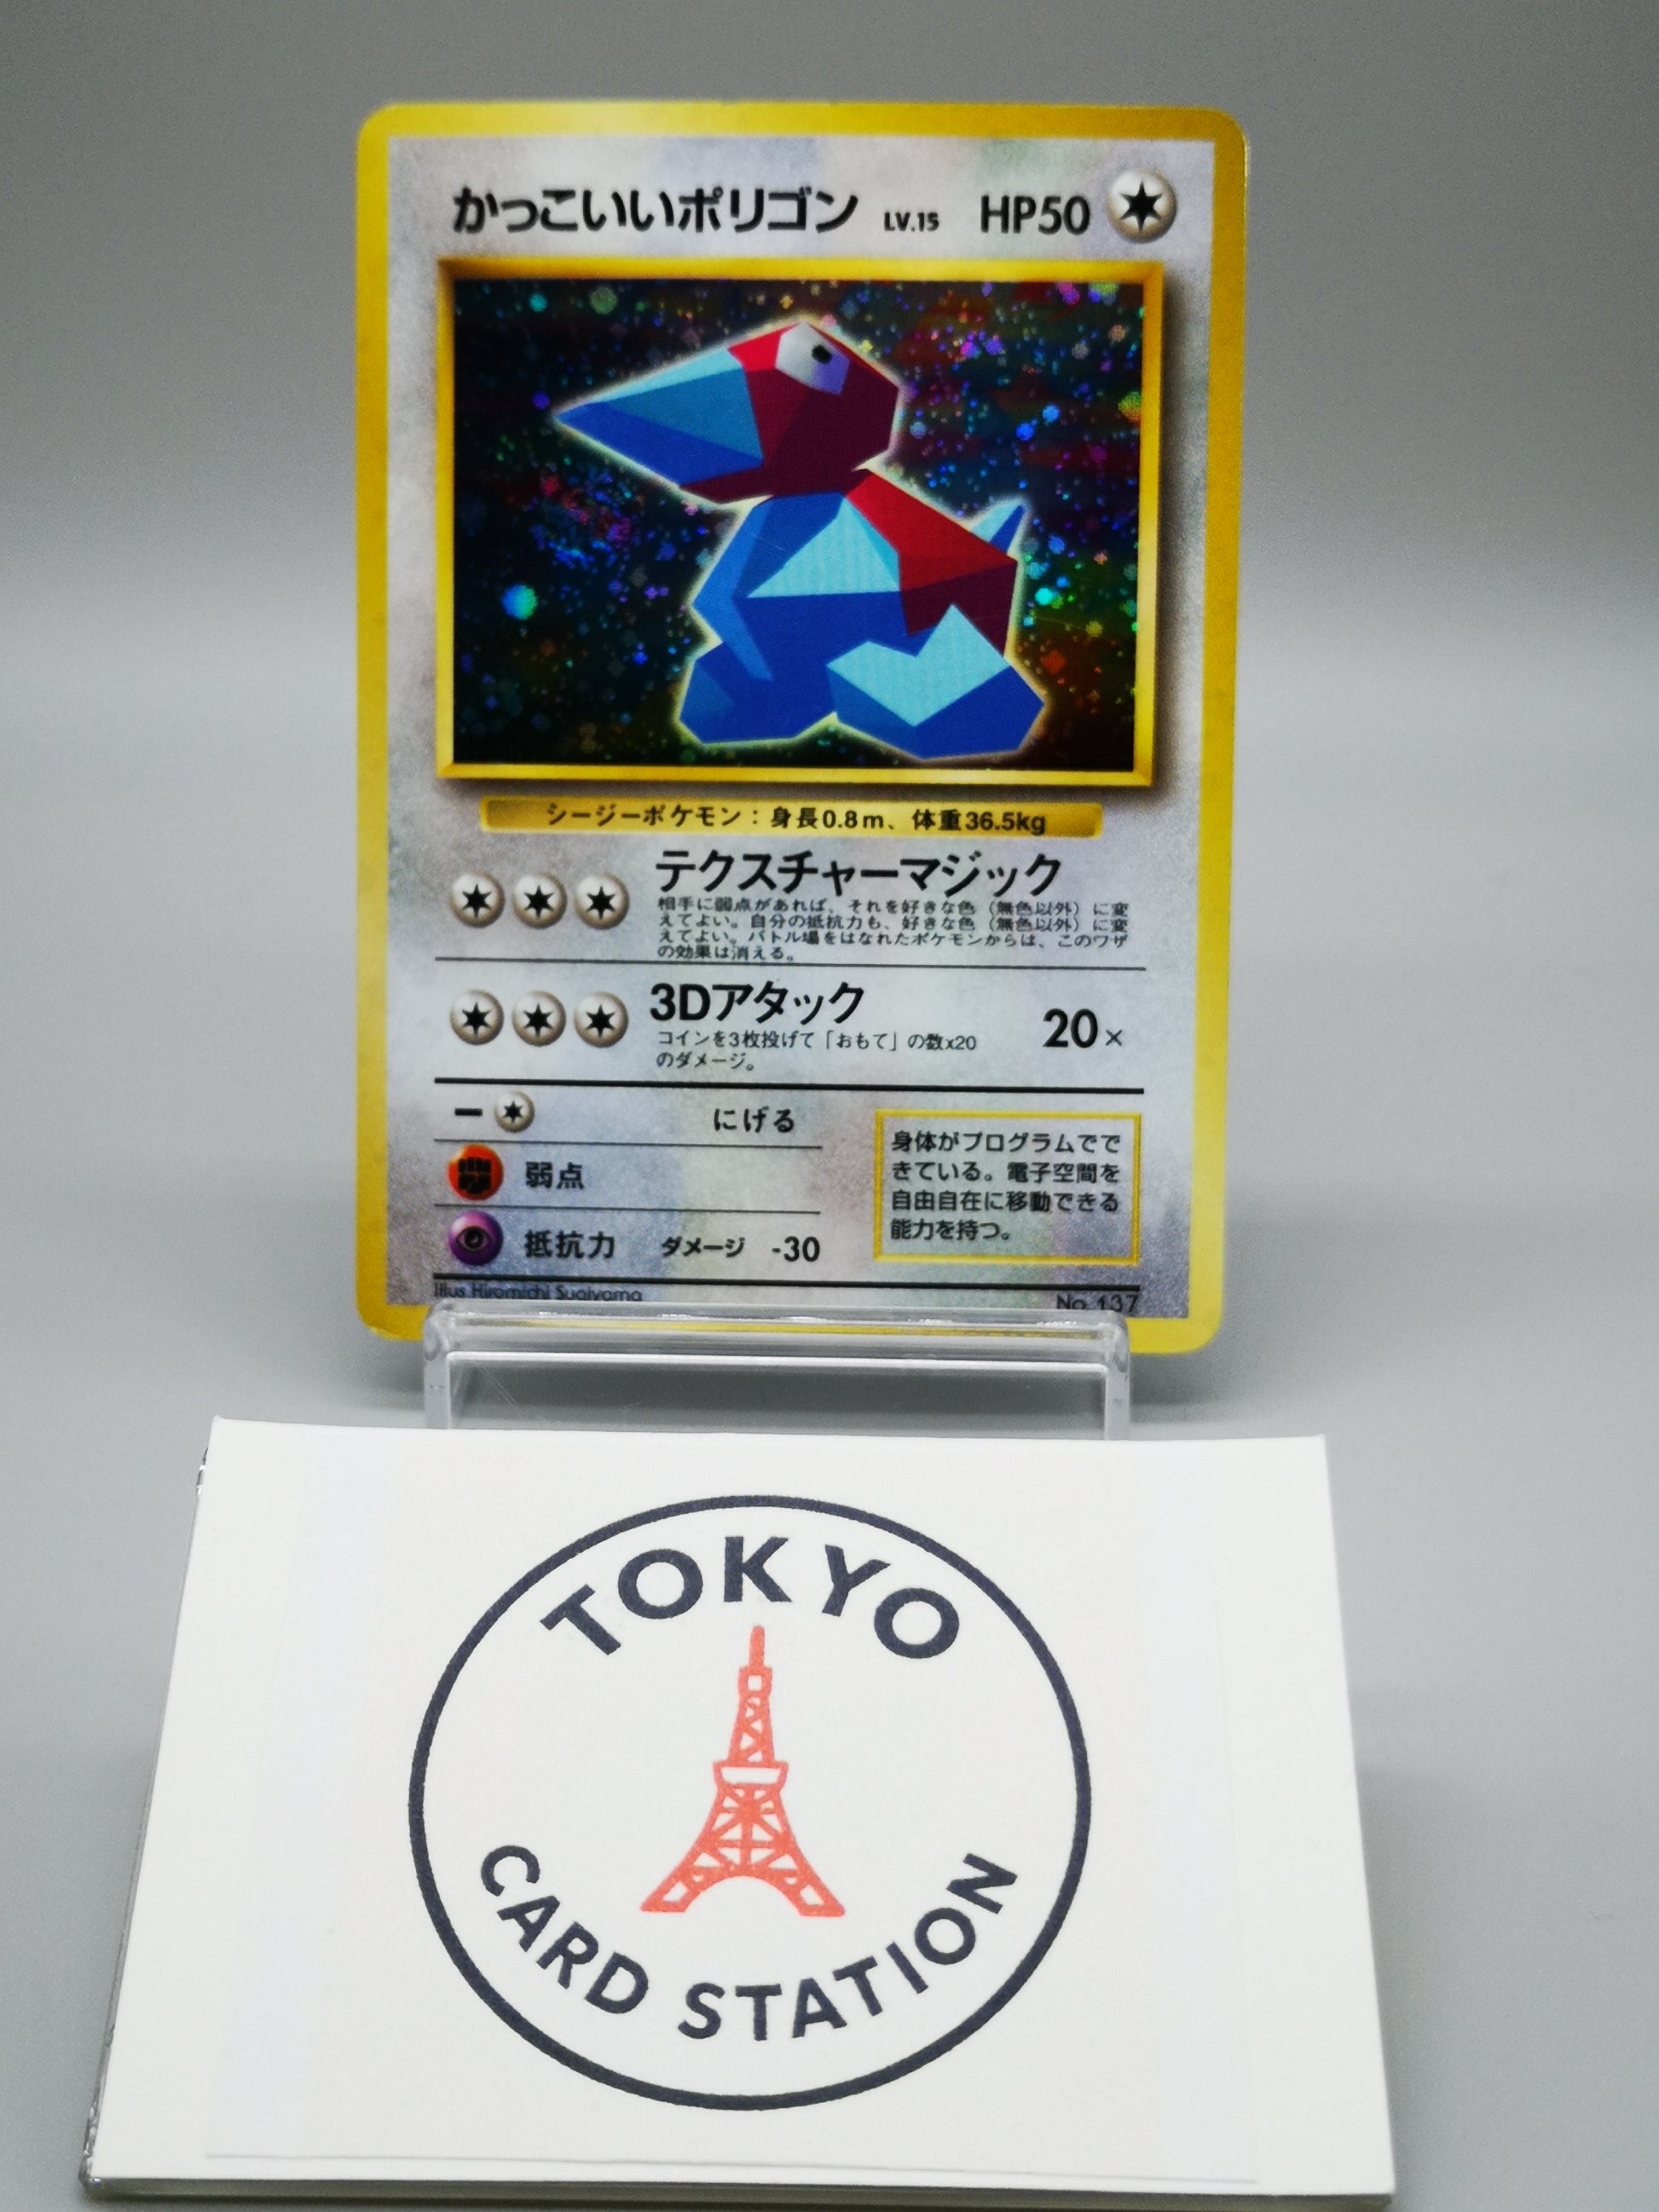 かっこいいポリゴン LV.15 HP50
シージーポケモン：身長0.8m、体重36.5kg
テクスチャーマジック
相手に弱点があれば、それを好きな色（無色以外）に変
えてよい。自分の抵抗力も、好きな色（無色以外）に変
えてよい。バトル場をはなれたポケモンからは、このワザ
の効果は消える。
3Dアタック 20×
コインを3枚投げて「おもて」の数x20
のダメージ。
にげる
弱点
抵抗力 ダメージ -30
身体がプログラムでで
きている。電子空間を
自由自在に移動できる
能力を持つ。
Illus.Hiromichi Sugiyama No.137
TOKYO
CARD STATION